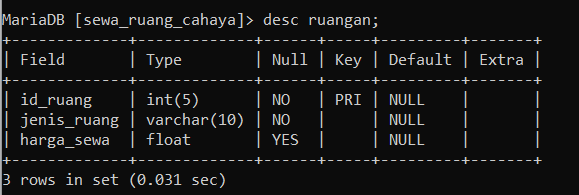 MariaDB [sewa_ruang_cahaya]> desc ruangan;
+-------------+-------------+------+-----+---------+-------+
| Field       | Type        | Null | Key | Default | Extra |
+-------------+-------------+------+-----+---------+-------+
| id_ruang    | int(5)      | NO   | PRI | NULL    |       |
| jenis_ruang | varchar(10) | NO   |     | NULL    |       |
| harga_sewa  | float       | YES  |     | NULL    |       |
+-------------+-------------+------+-----+---------+-------+
3 rows in set (0.031 sec)